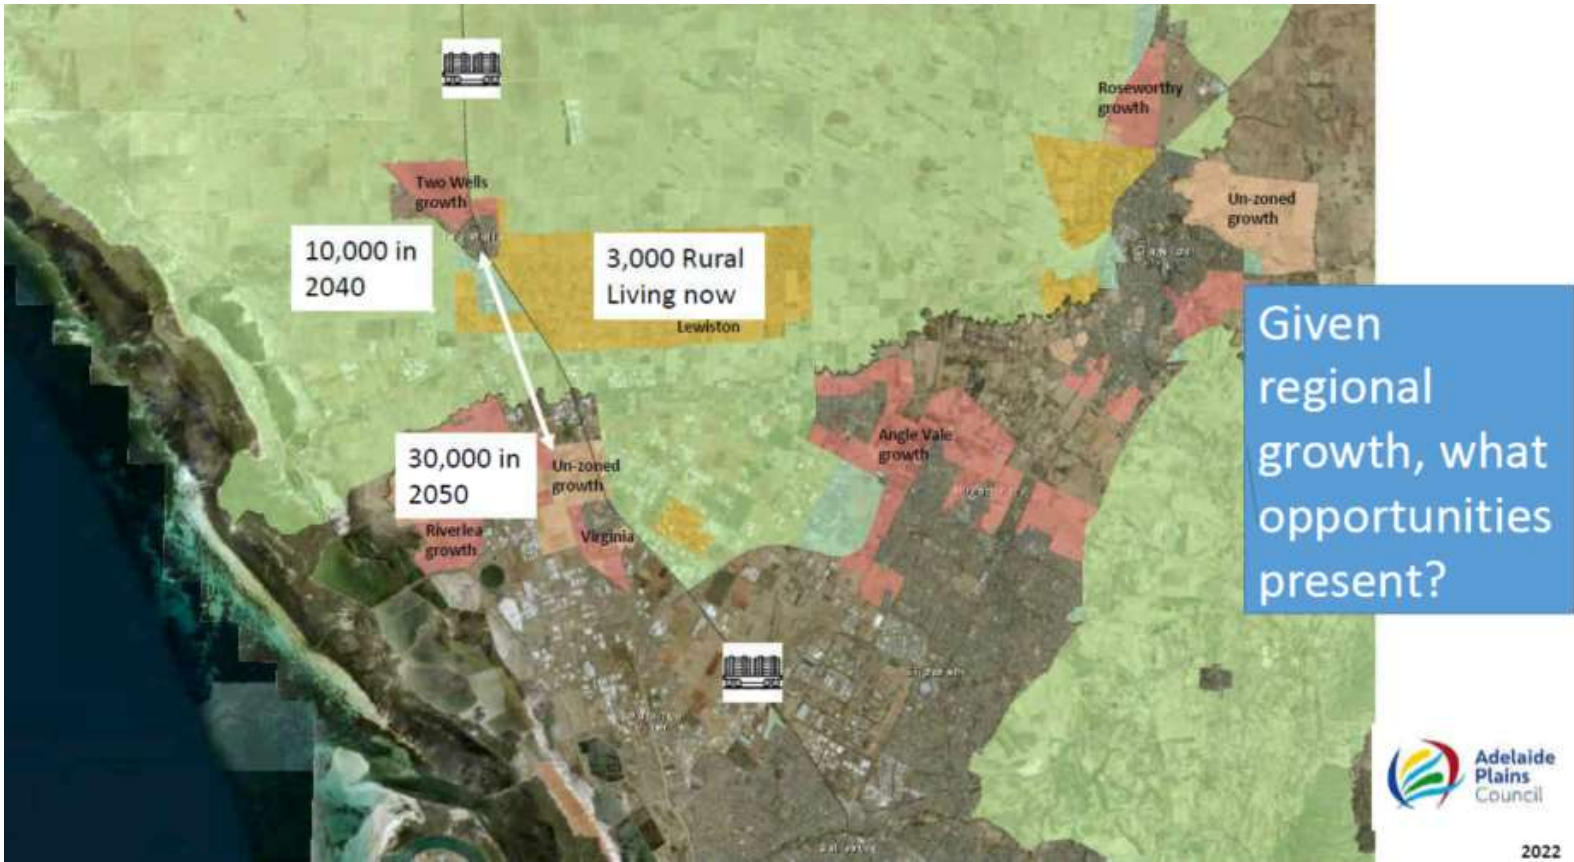 Roseworthy
growth
Two Wells
growth
Un-zoned
growth
10,000 in
2040
3,000 Rural
Living now
Lewiston
Given
regional
growth, what
opportunities
present?
30,000 in
2050
Un-zoned
growth
Angle Vale
growth
Riverlea
growth
Virginia
Adelaide
Plains
Council
2022